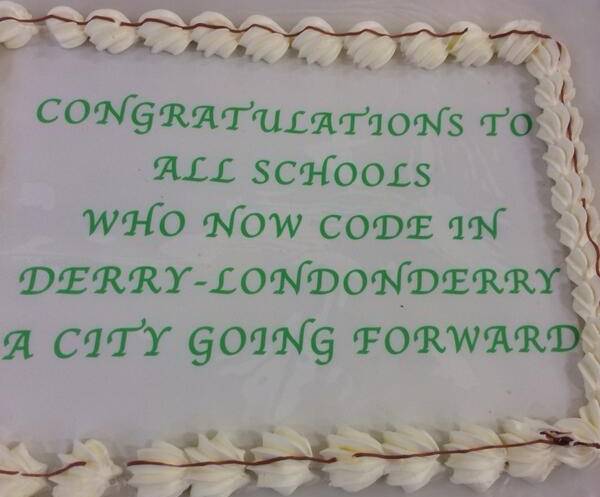 CONGRATULATIONS TO
ALL SCHOOLS
WHO NOW CODE IN
DERRY-LONDONDERRY
A CITY GOING FORWARD